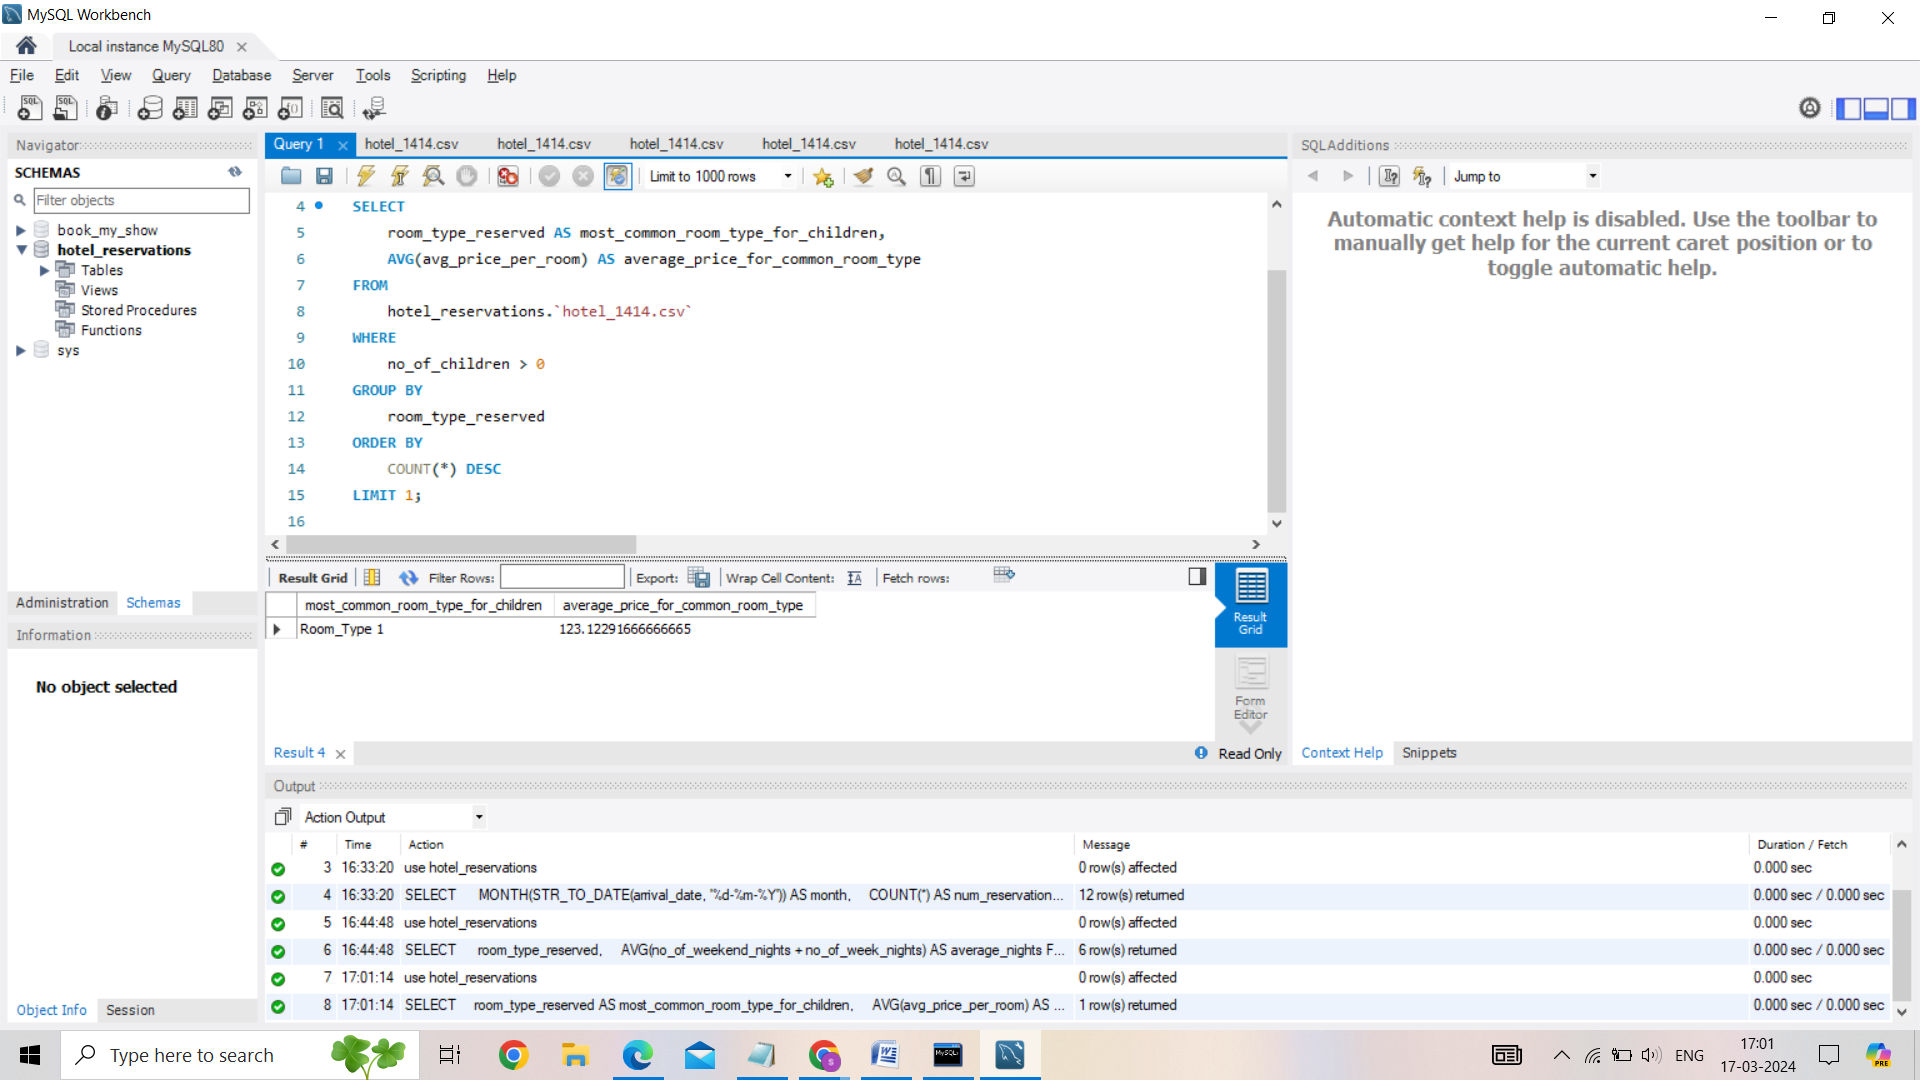 MySQL Workbench
Local instance MySQL80
File Edit View Query Database Server Tools Scripting Help
Navigator
SCHEMAS
Filter objects
book_my_show
hotel_reservations
Tables
Views
Stored Procedures
Functions
sys
Administration Schemas
Information
No object selected
Object Info Session
Query 1 hotel_1414.csv hotel_1414.csv hotel_1414.csv hotel_1414.csv hotel_1414.csv
Limit to 1000 rows
4 SELECT
5 room_type_reserved AS most_common_room_type_for_children,
6 AVG(avg_price_per_room) AS average_price_for_common_room_type
7 FROM
8 hotel_reservations.`hotel_1414.csv`
9 WHERE
10 no_of_children > 0
11 GROUP BY
12 room_type_reserved
13 ORDER BY
14 COUNT(*) DESC
15 LIMIT 1;
16
Result Grid Filter Rows: Export: Wrap Cell Content: Fetch rows:
most_common_room_type_for_children average_price_for_common_room_type
Room_Type 1 123.12291666666665
Result Grid
Form Editor
Result 4 Read Only
SQLAdditions
Jump to
Automatic context help is disabled. Use the toolbar to
manually get help for the current caret position or to
toggle automatic help.
Context Help Snippets
Output
Action Output
# Time Action Message Duration / Fetch
3 16:33:20 use hotel_reservations 0 row(s) affected 0.000 sec
4 16:33:20 SELECT MONTH(STR_TO_DATE(arrival_date, "%d-%m-%Y")) AS month, COUNT(*) AS num_reservation... 12 row(s) returned 0.000 sec / 0.000 sec
5 16:44:48 use hotel_reservations 0 row(s) affected 0.000 sec
6 16:44:48 SELECT room_type_reserved, AVG(no_of_weekend_nights + no_of_week_nights) AS average_nights F... 6 row(s) returned 0.000 sec / 0.000 sec
7 17:01:14 use hotel_reservations 0 row(s) affected 0.000 sec
8 17:01:14 SELECT room_type_reserved AS most_common_room_type_for_children, AVG(avg_price_per_room) AS ... 1 row(s) returned 0.000 sec / 0.000 sec
Type here to search
ENG
17:01
17-03-2024